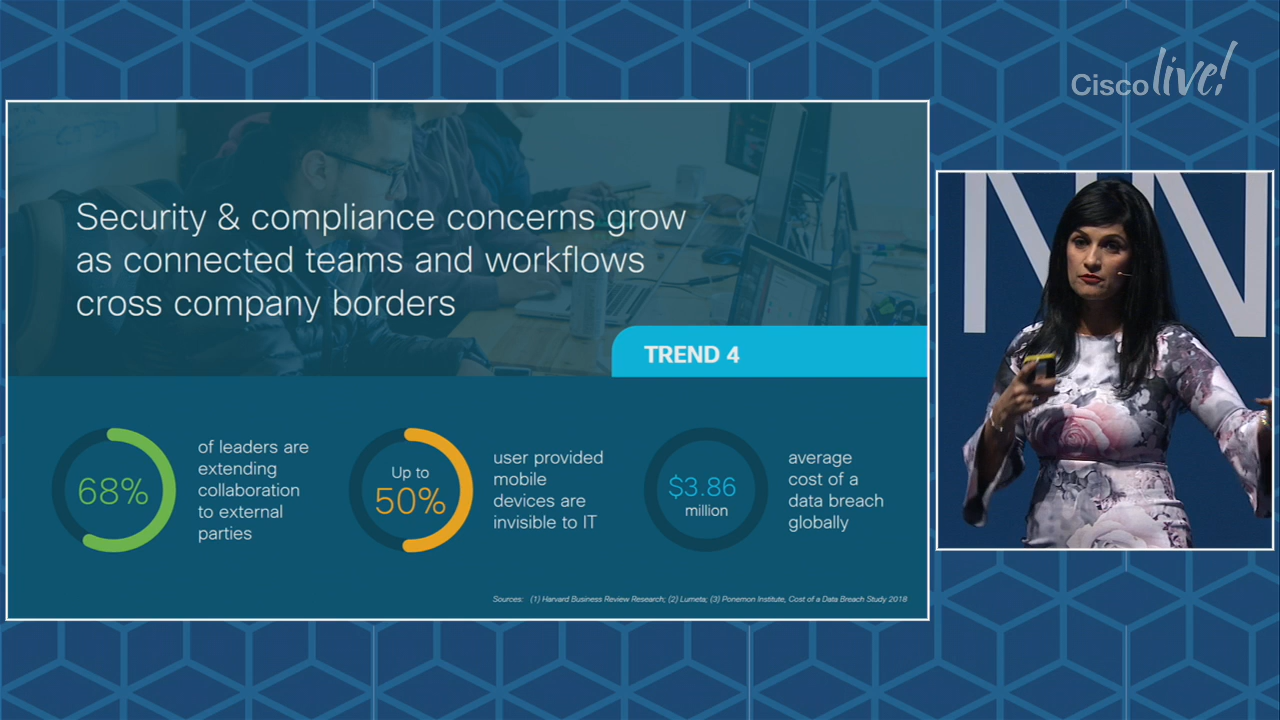 Cisco live!
Security & compliance concerns grow
as connected teams and workflows
cross company borders
TREND 4
68%
of leaders are
extending
collaboration
to external
parties
Up to
50%
user provided
mobile
devices are
invisible to IT
$3.86
million
average
cost of a
data breach
globally
Sources: (1) Harvard Business Review Research; (2) Lumeta; (3) Ponemon Institute, Cost of a Data Breach Study 2018